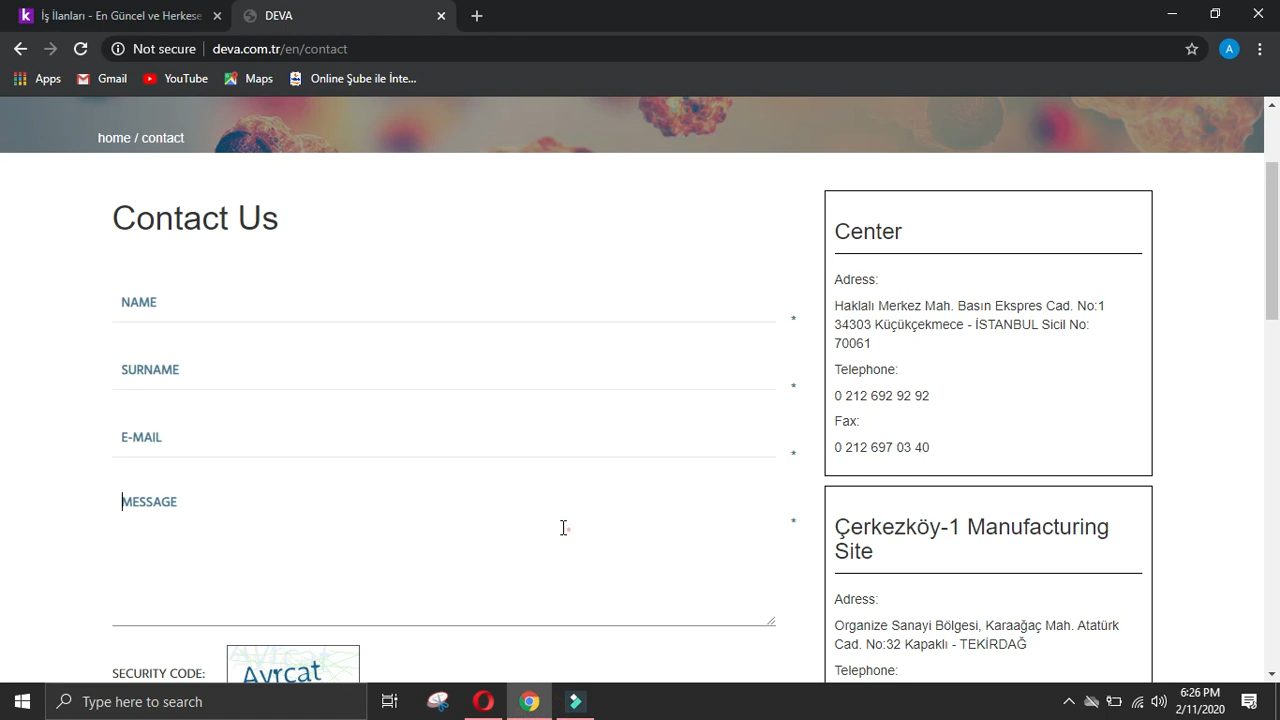 İş İlanları - En Güncel ve Herkese
DEVA
Not secure
deva.com.tr/en/contact
A
Apps
Gmail
YouTube
Maps
Online Şube ile İnte...
home / contact
Contact Us
NAME
*
SURNAME
*
E-MAIL
*
MESSAGE
*
SECURITY CODE:
Avrcat
Center
Adress:
Haklalı Merkez Mah. Basın Ekspres Cad. No:1
34303 Küçükçekmece - İSTANBUL Sicil No:
70061
Telephone:
0 212 692 92 92
Fax:
0 212 697 03 40
Çerkezköy-1 Manufacturing
Site
Adress:
Organize Sanayi Bölgesi, Karaağaç Mah. Atatürk
Cad. No:32 Kapaklı - TEKİRDAĞ
Telephone:
Type here to search
6:26 PM
2/11/2020